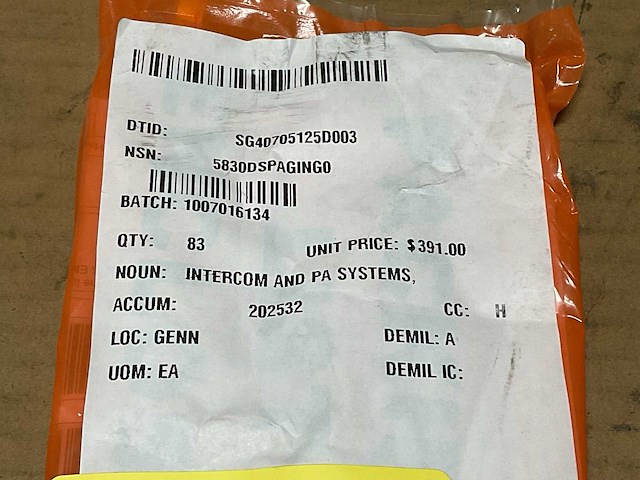 DTID: SG40705125D003
NSN: 5830DSPAGING0
BATCH: 1007016134
QTY: 83 UNIT PRICE: $391.00
NOUN: INTERCOM AND PA SYSTEMS,
ACCUM: 202532 CC: H
LOC: GENN DEMIL: A
UOM: EA DEMIL IC: